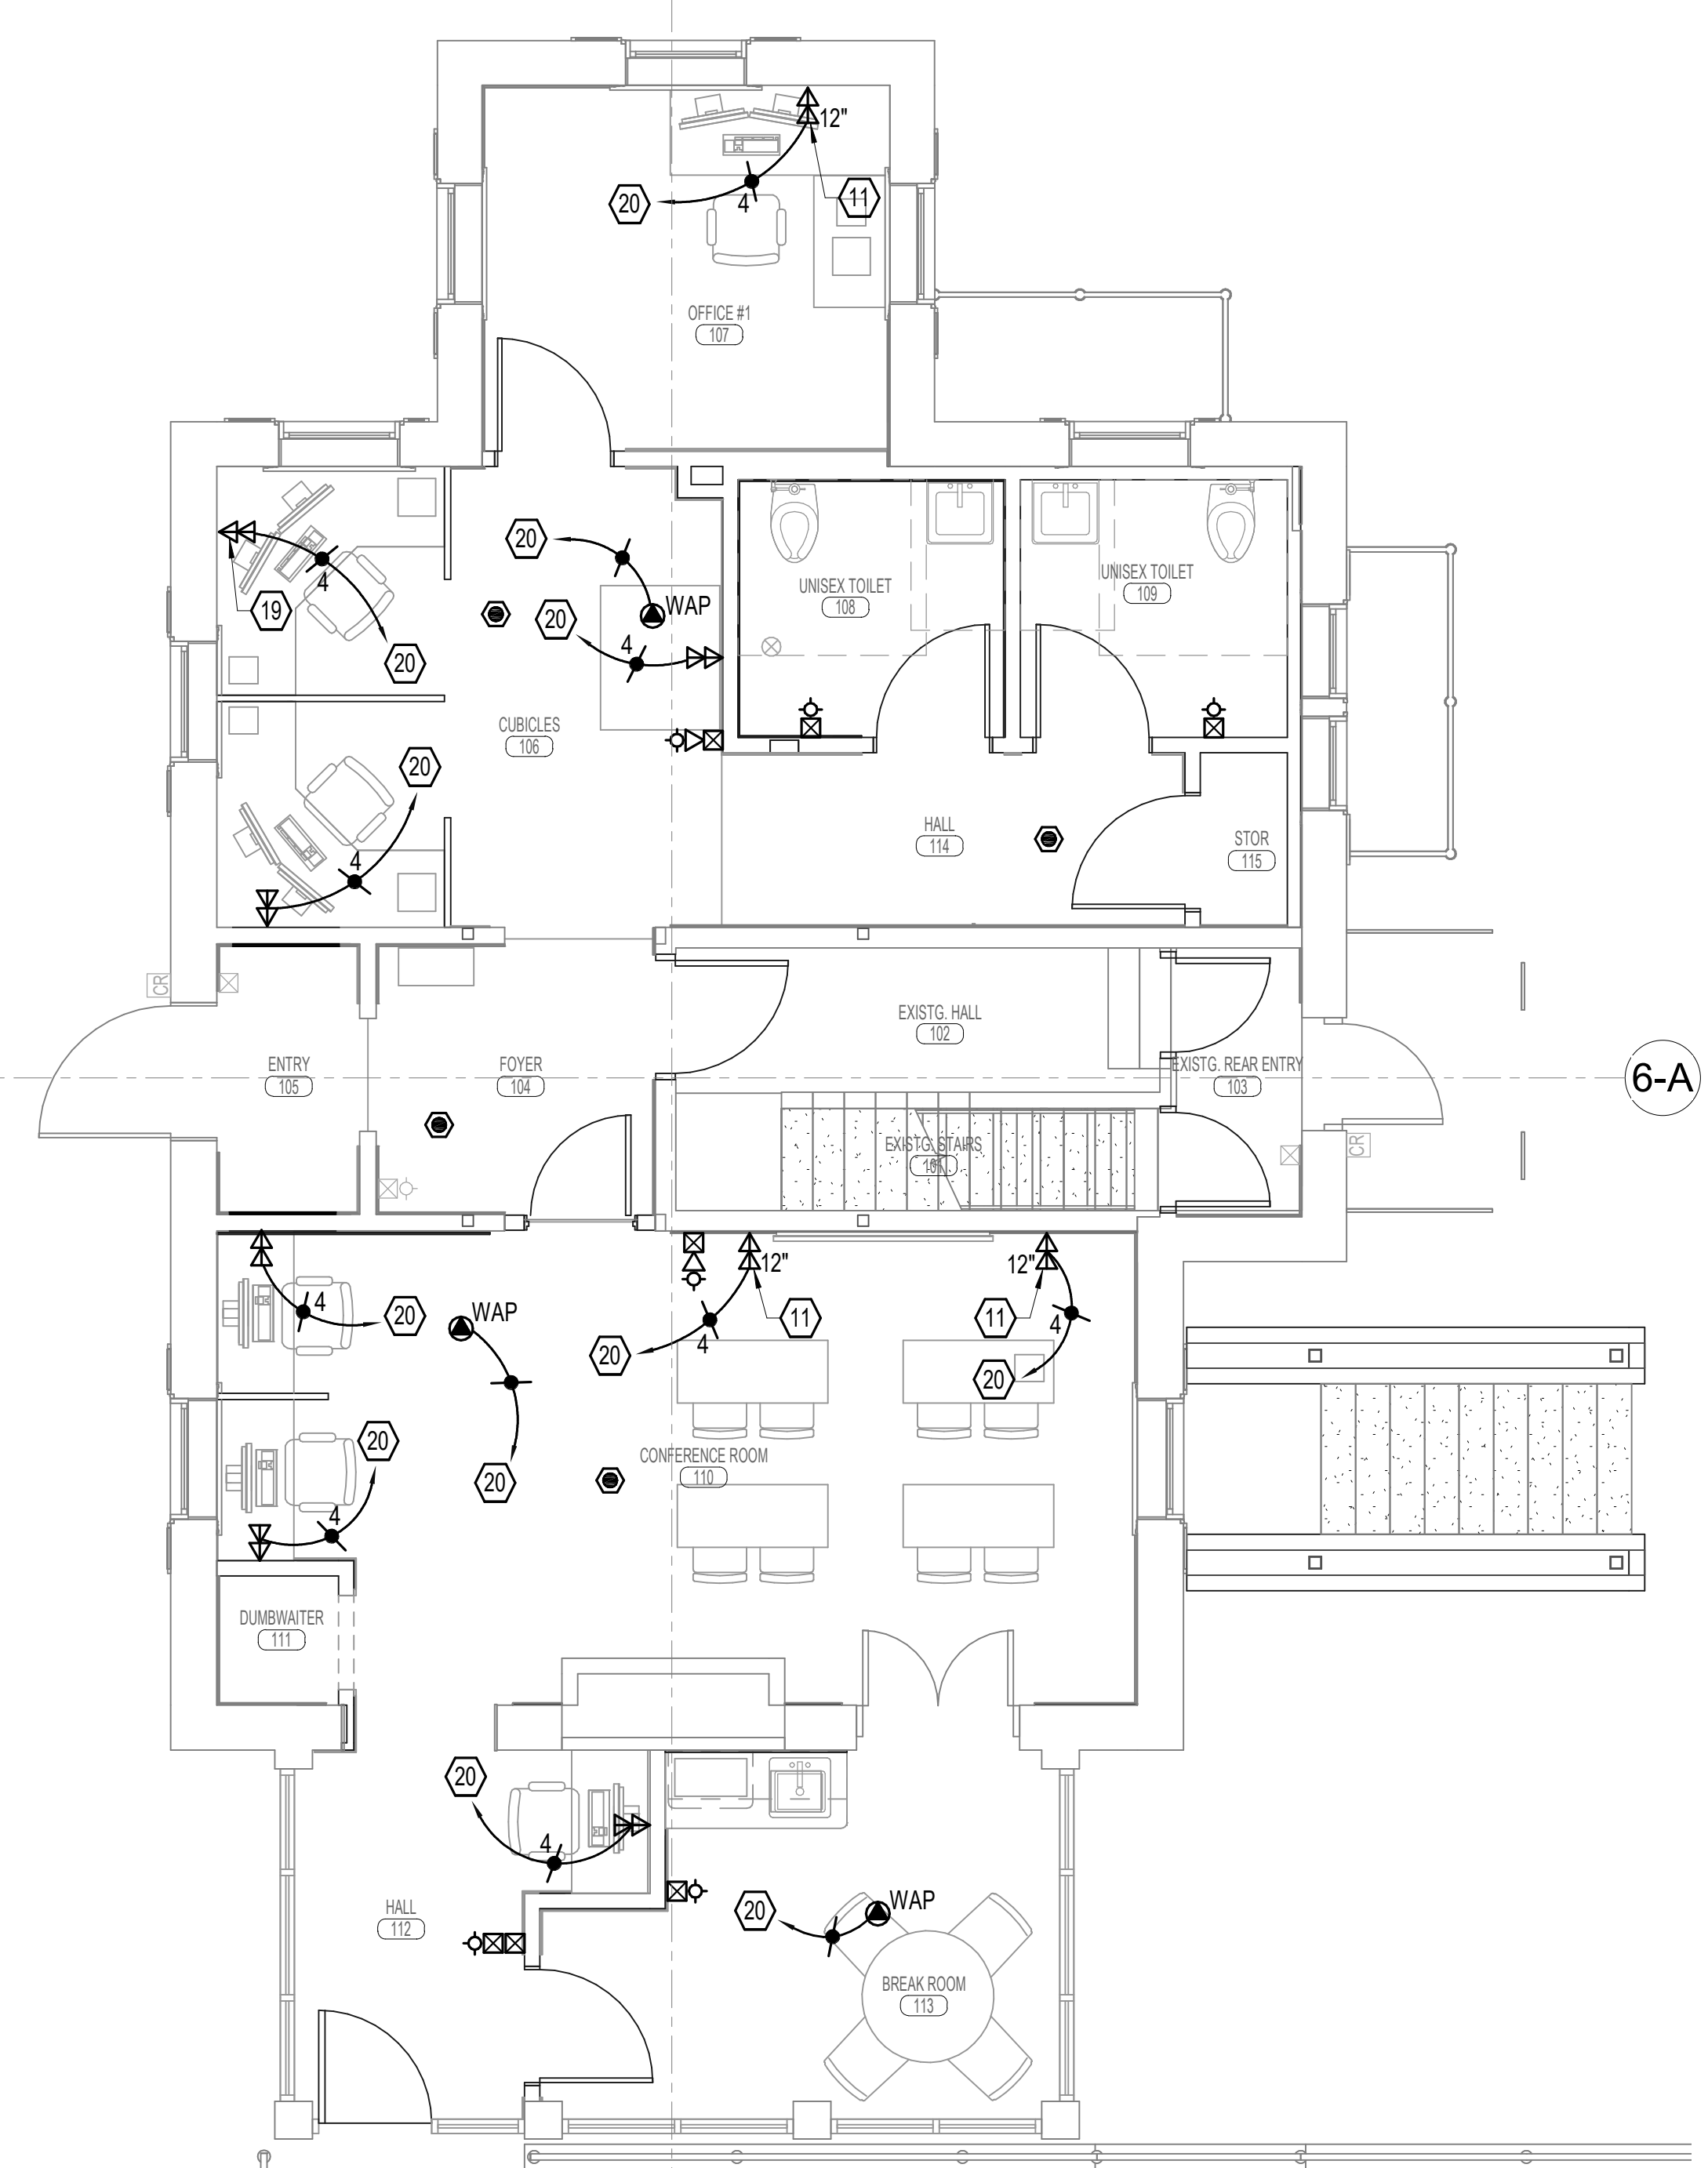 12"
20
4
11
OFFICE #1
107
20
20
WAP
4
4
19
20
UNISEX TOILET
108
UNISEX TOILET
109
CUBICLES
106
20
4
HALL
114
STOR
115
CR
EXISTG. HALL
102
ENTRY
105
FOYER
104
EXISTG. REAR ENTRY
103
6-A
EXISTG. STAIRS
101
CR
12"
12"
4
20
WAP
11
11
4
4
20
20
20
20
CONFERENCE ROOM
110
4
DUMBWAITER
111
20
4
HALL
112
20
WAP
BREAK ROOM
113